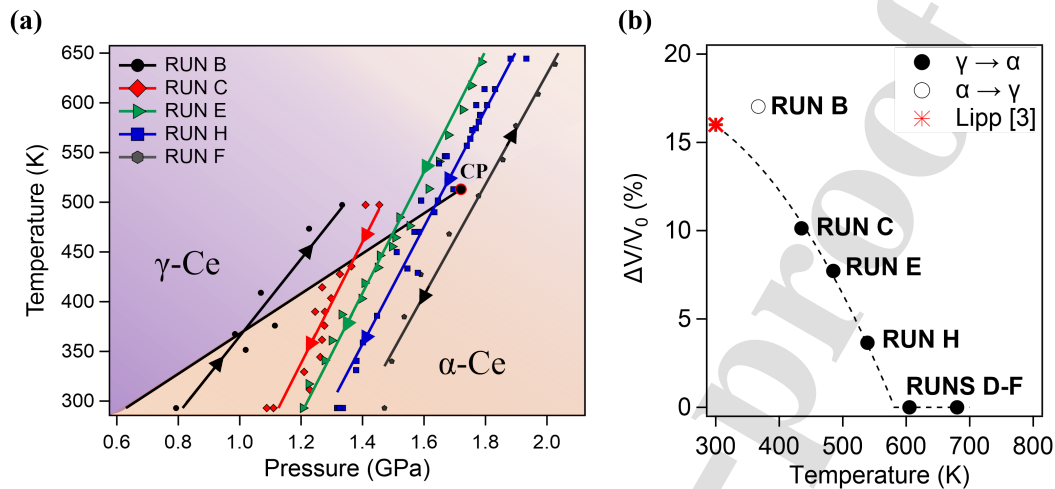 (a)
650
600
550
500
450
400
350
300
Temperature (K)
RUN B
RUN C
RUN E
RUN H
RUN F
CP
γ-Ce
α-Ce
0.6 0.8 1.0 1.2 1.4 1.6 1.8 2.0
Pressure (GPa)
(b)
20
15
10
5
0
ΔV/V0 (%)
γ → α
α → γ
Lipp [3]
RUN B
RUN C
RUN E
RUN H
RUNS D-F
300 400 500 600 700 800
Temperature (K)
-proof